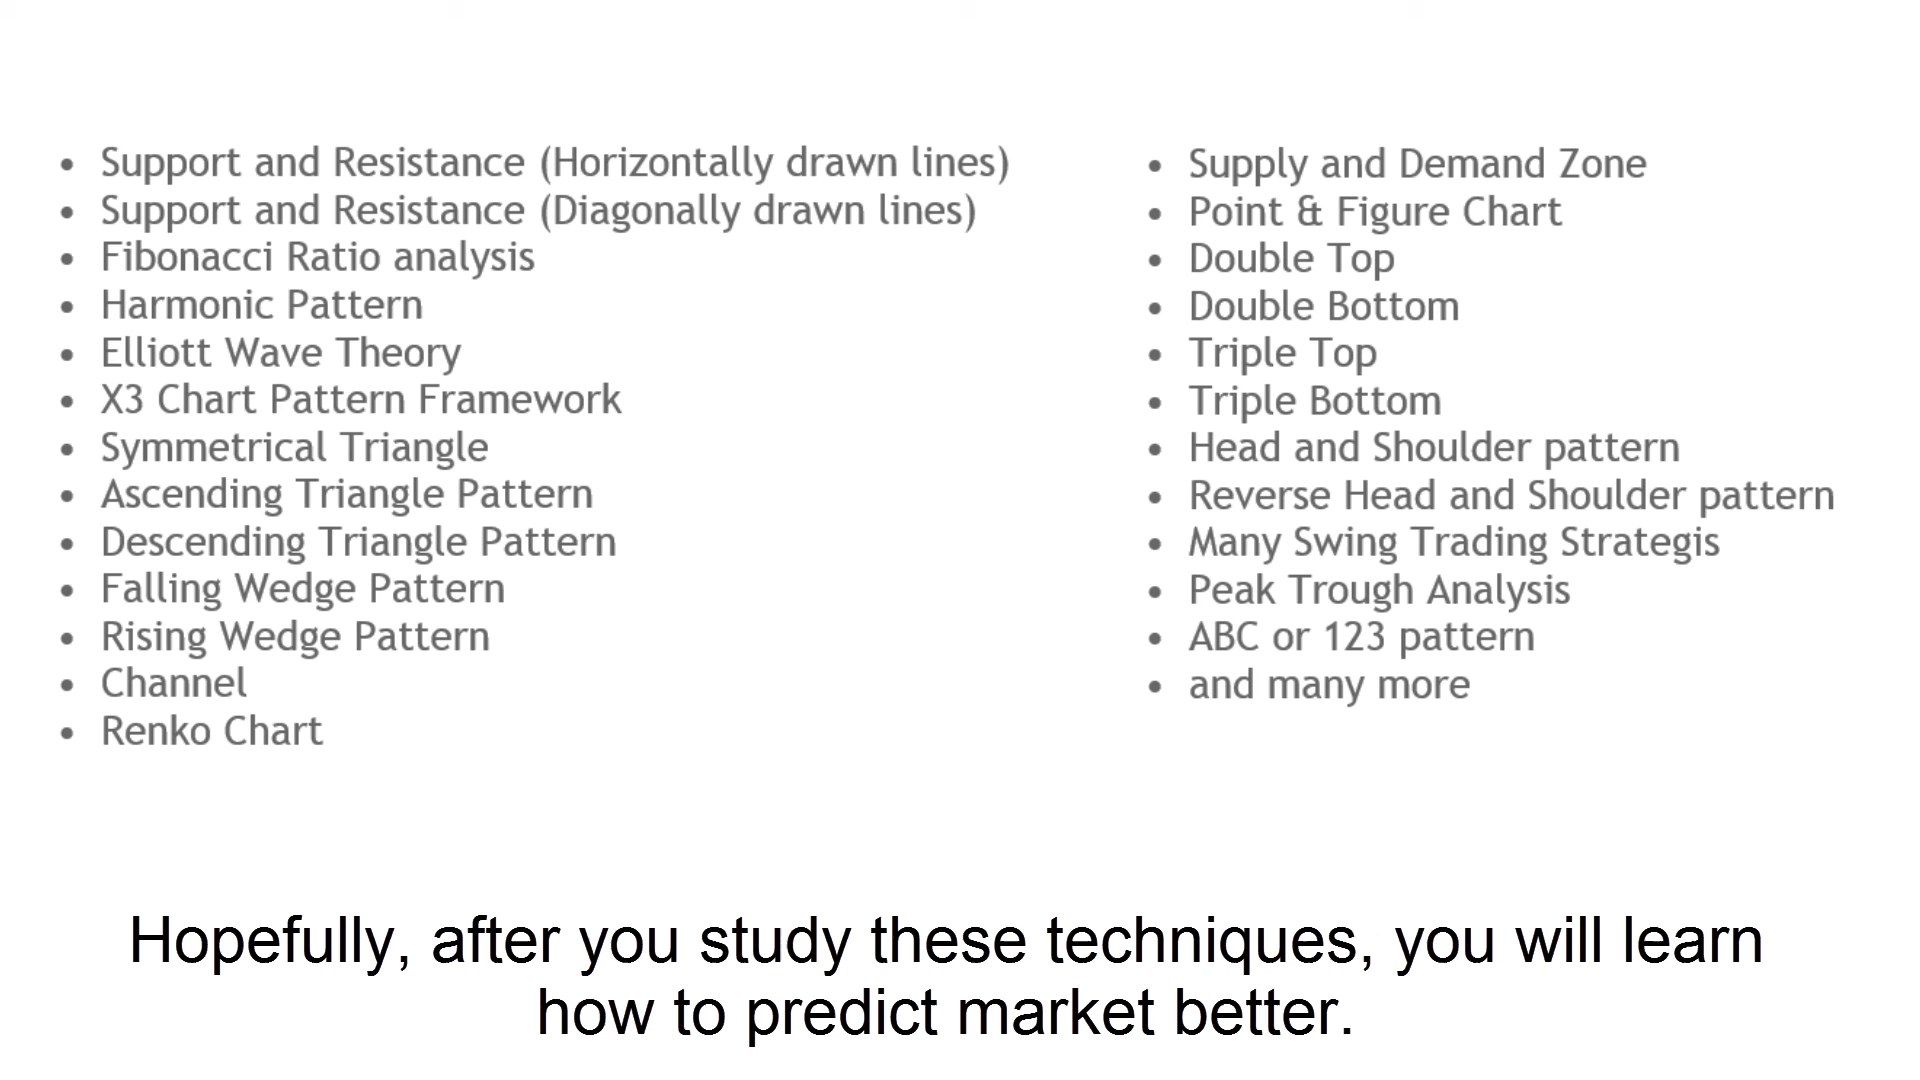 • Support and Resistance (Horizontally drawn lines)
• Support and Resistance (Diagonally drawn lines)
• Fibonacci Ratio analysis
• Harmonic Pattern
• Elliott Wave Theory
• X3 Chart Pattern Framework
• Symmetrical Triangle
• Ascending Triangle Pattern
• Descending Triangle Pattern
• Falling Wedge Pattern
• Rising Wedge Pattern
• Channel
• Renko Chart
• Supply and Demand Zone
• Point & Figure Chart
• Double Top
• Double Bottom
• Triple Top
• Triple Bottom
• Head and Shoulder pattern
• Reverse Head and Shoulder pattern
• Many Swing Trading Strategis
• Peak Trough Analysis
• ABC or 123 pattern
• and many more
Hopefully, after you study these techniques, you will learn
how to predict market better.